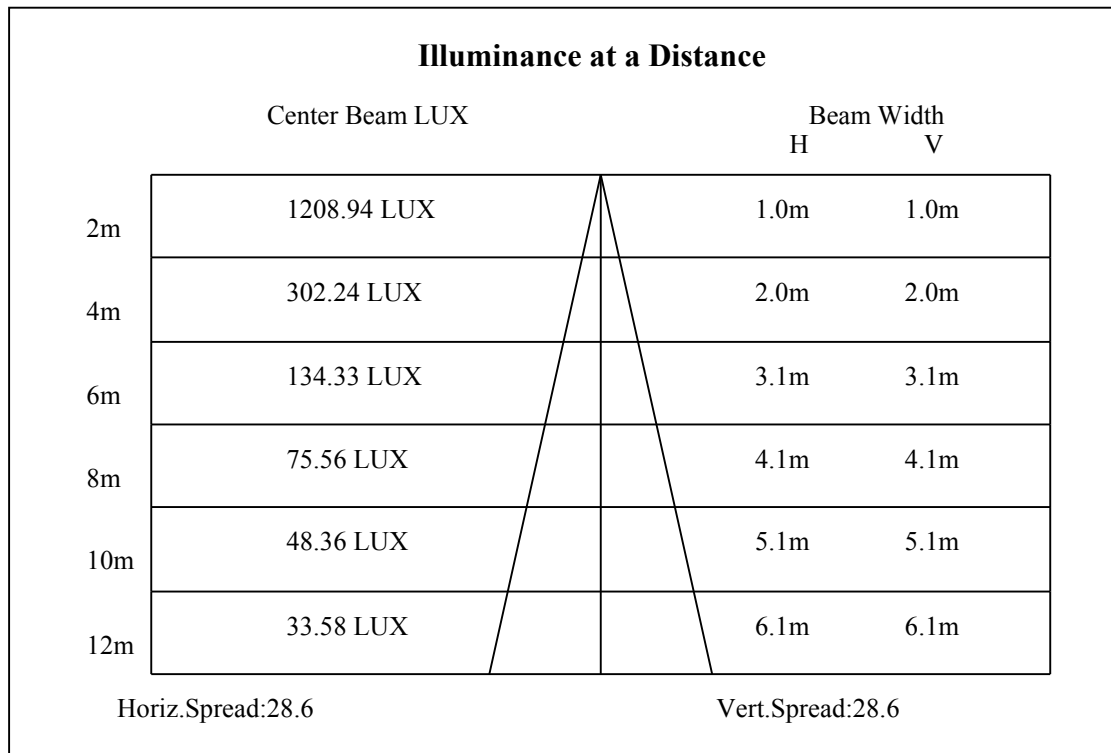 Illuminance at a Distance
Center Beam LUX Beam Width
H V
1208.94 LUX 1.0m 1.0m
2m
302.24 LUX 2.0m 2.0m
4m
134.33 LUX 3.1m 3.1m
6m
75.56 LUX 4.1m 4.1m
8m
48.36 LUX 5.1m 5.1m
10m
33.58 LUX 6.1m 6.1m
12m
Horiz.Spread:28.6 Vert.Spread:28.6